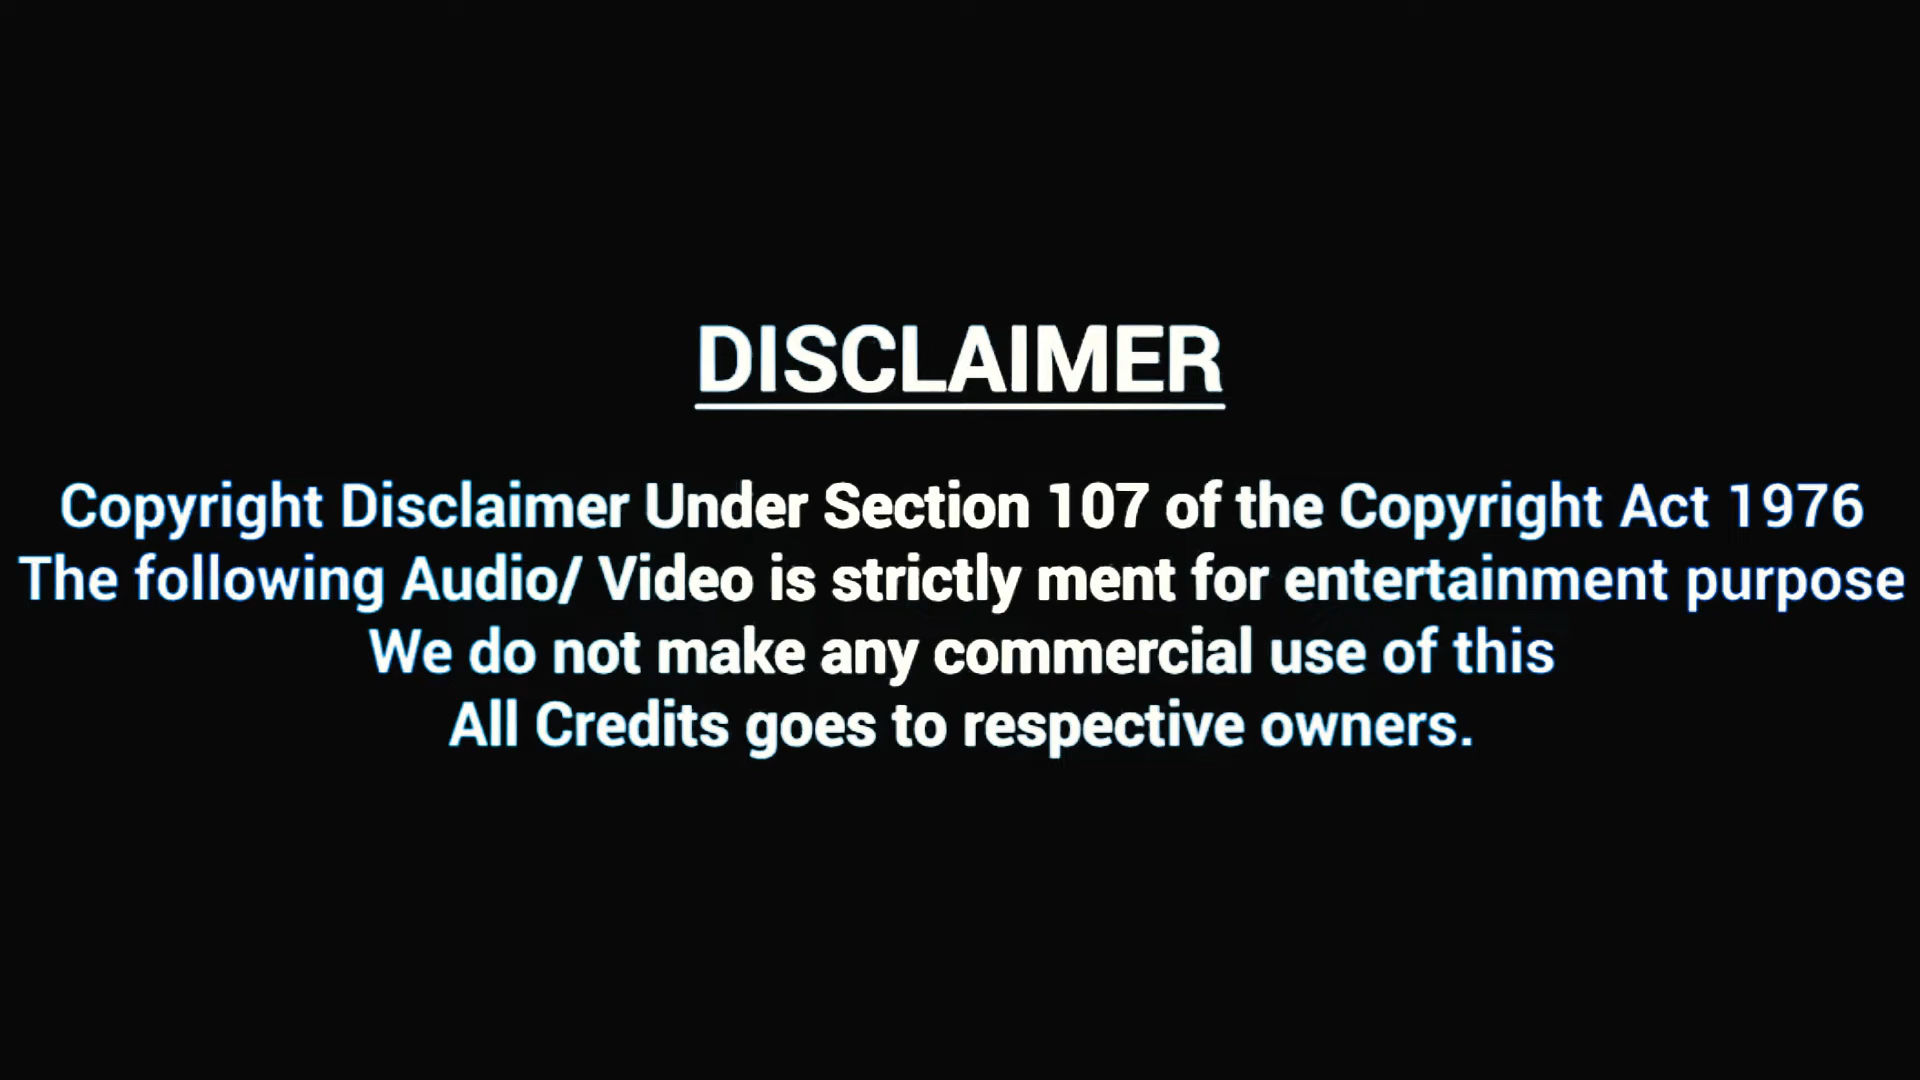 DISCLAIMER
Copyright Disclaimer Under Section 107 of the Copyright Act 1976
The following Audio/ Video is strictly ment for entertainment purpose
We do not make any commercial use of this
All Credits goes to respective owners.